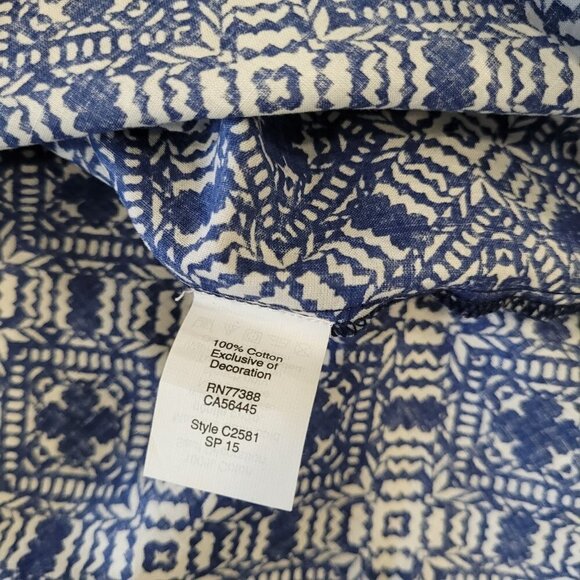 100% Cotton
Exclusive of
Decoration
RN77388
CA56445
Style C2581
SP 15